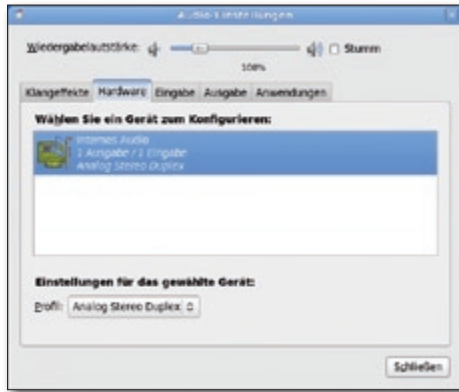 Audio-Einstellungen
Wiedergabelautstärke: Stumm
100%
Klangeffekte Hardware Eingabe Ausgabe Anwendungen
Wählen Sie ein Gerät zum Konfigurieren:
Internes Audio
1 Ausgabe / 1 Eingabe
Analog Stereo Duplex
Einstellungen für das gewählte Gerät:
Profil: Analog Stereo Duplex
Schließen